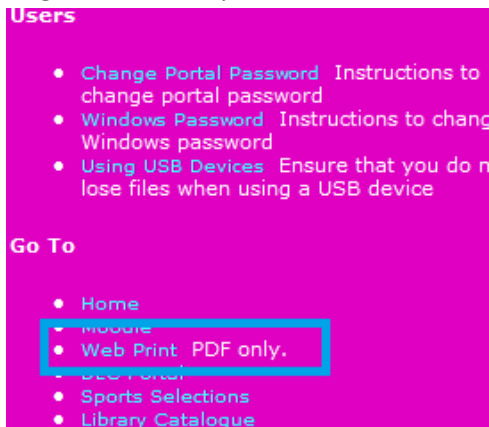 Users
Change Portal Password Instructions to
change portal password
Windows Password Instructions to chang
Windows password
Using USB Devices Ensure that you do n
lose files when using a USB device
Go To
Home
Moodle
Web Print PDF only.
Portal
Sports Selections
Library Catalogue